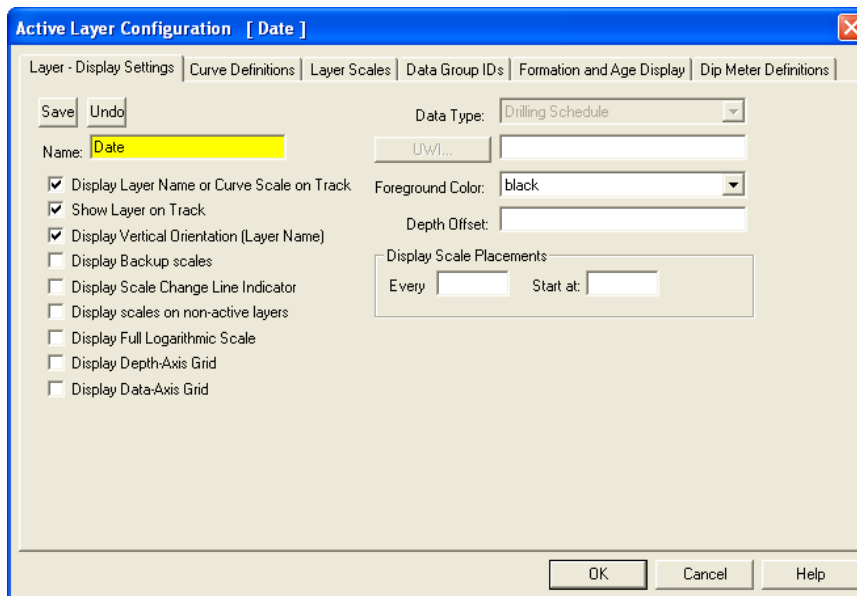 Active Layer Configuration [ Date ]
Layer - Display Settings Curve Definitions Layer Scales Data Group IDs Formation and Age Display Dip Meter Definitions
Save Undo
Name: Date
Display Layer Name or Curve Scale on Track
Show Layer on Track
Display Vertical Orientation (Layer Name)
Display Backup scales
Display Scale Change Line Indicator
Display scales on non-active layers
Display Full Logarithmic Scale
Display Depth-Axis Grid
Display Data-Axis Grid
Data Type: Drilling Schedule
UWI...
Foreground Color: black
Depth Offset:
Display Scale Placements
Every Start at:
OK Cancel Help